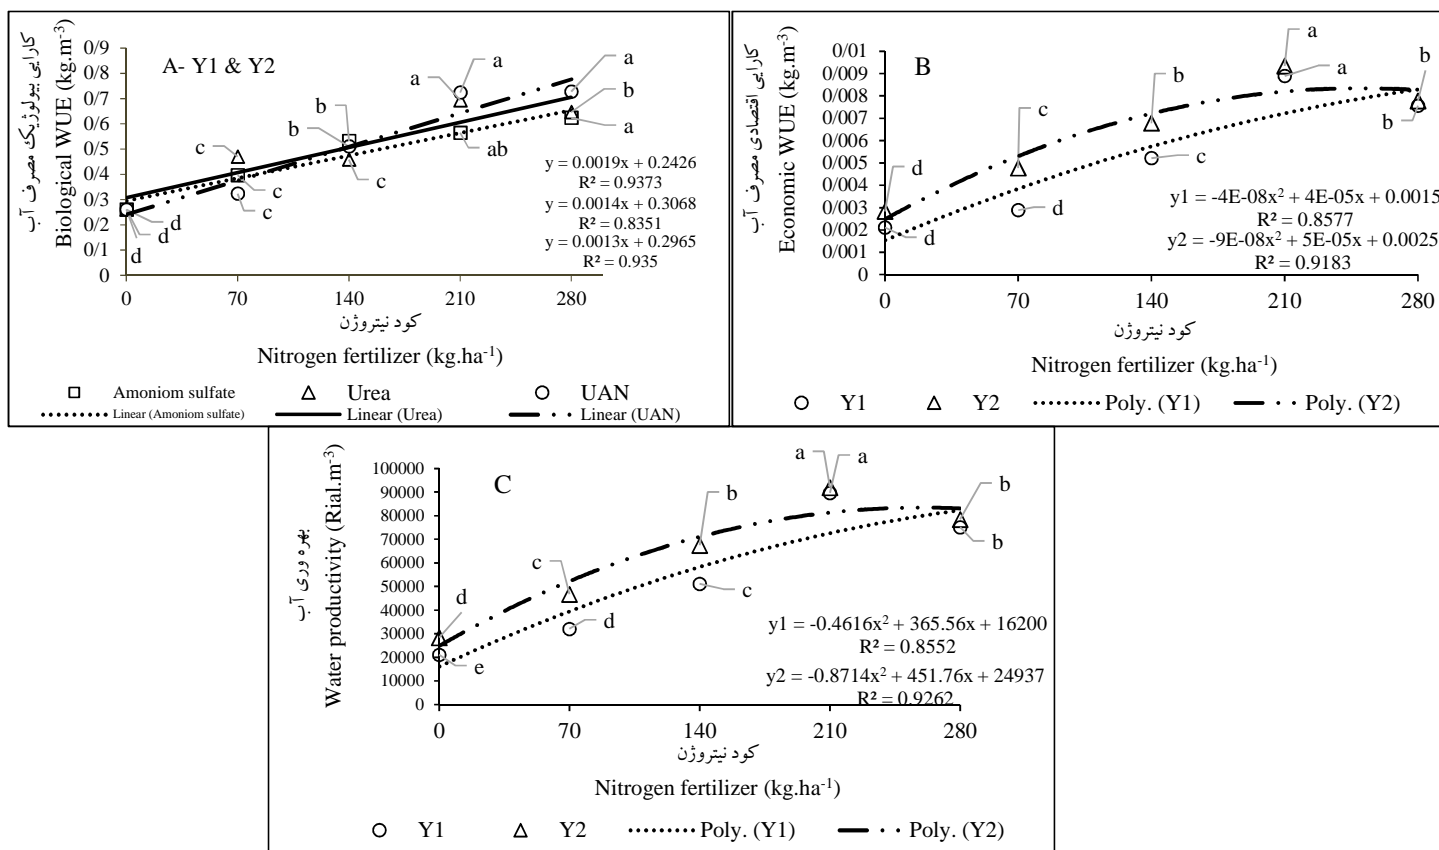 A- Y1 & Y2
کارایی بیولوژیک مصرف آب
Biological WUE (kg.m-3)
0/9
0/8
0/7
0/6
0/5
0/4
0/3
0/2
0/1
0
a
a
a
b
b
b
a
ab
c
c
c
c
d
d
d
y = 0.0019x + 0.2426
R² = 0.9373
y = 0.0014x + 0.3068
R² = 0.8351
y = 0.0013x + 0.2965
R² = 0.935
0 70 140 210 280
کود نیتروژن
Nitrogen fertilizer (kg.ha-1)
Amoniom sulfate Urea UAN
Linear (Amoniom sulfate) Linear (Urea) Linear (UAN)
B
کارایی اقتصادی مصرف آب
Economic WUE (kg.m-3)
0/01
0/009
0/008
0/007
0/006
0/005
0/004
0/003
0/002
0/001
0
a
a
b
b
b
c
c
d
d
d
y1 = -4E-08x² + 4E-05x + 0.0015
R² = 0.8577
y2 = -9E-08x² + 5E-05x + 0.0025
R² = 0.9183
0 70 140 210 280
کود نیتروژن
Nitrogen fertilizer (kg.ha-1)
Y1 Y2 Poly. (Y1) Poly. (Y2)
C
بهره وری آب
Water productivity (Rial.m-3)
100000
90000
80000
70000
60000
50000
40000
30000
20000
10000
0
a a
b
b
b
c
c
d
d
e
y1 = -0.4616x² + 365.56x + 16200
R² = 0.8552
y2 = -0.8714x² + 451.76x + 24937
R² = 0.9262
0 70 140 210 280
کود نیتروژن
Nitrogen fertilizer (kg.ha-1)
Y1 Y2 Poly. (Y1) Poly. (Y2)